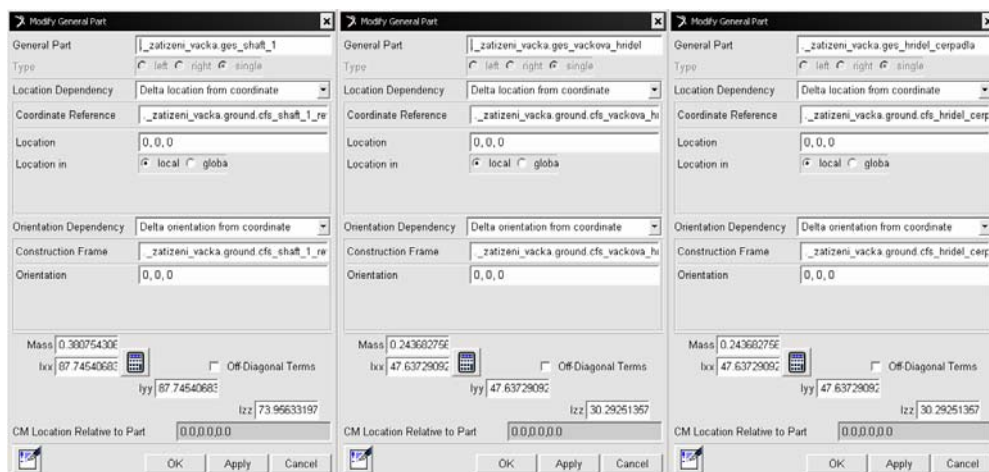 Modify General Part
General Part ._zatizeni_vacka.ges_shaft_1
Type left right single
Location Dependency Delta location from coordinate
Coordinate Reference ._zatizeni_vacka.ground.cfs_shaft_1_re
Location 0, 0, 0
Location in local globa
Orientation Dependency Delta orientation from coordinate
Construction Frame ._zatizeni_vacka.ground.cfs_shaft_1_re
Orientation 0, 0, 0
Mass 0.380754306
Ixx 87.74540683 Off-Diagonal Terms
Iyy 87.74540683
Izz 73.95633197
CM Location Relative to Part 0.0,0.0,0.0
OK Apply Cancel
Modify General Part
General Part ._zatizeni_vacka.ges_vackova_hridel
Type left right single
Location Dependency Delta location from coordinate
Coordinate Reference ._zatizeni_vacka.ground.cfs_vackova_h
Location 0, 0, 0
Location in local globa
Orientation Dependency Delta orientation from coordinate
Construction Frame ._zatizeni_vacka.ground.cfs_vackova_h
Orientation 0, 0, 0
Mass 0.243682756
Ixx 47.63729092 Off-Diagonal Terms
Iyy 47.63729092
Izz 30.29251357
CM Location Relative to Part 0.0,0.0,0.0
OK Apply Cancel
Modify General Part
General Part ._zatizeni_vacka.ges_hridel_cerpadla
Type left right single
Location Dependency Delta location from coordinate
Coordinate Reference ._zatizeni_vacka.ground.cfs_hridel_cerp
Location 0, 0, 0
Location in local globa
Orientation Dependency Delta orientation from coordinate
Construction Frame ._zatizeni_vacka.ground.cfs_hridel_cerp
Orientation 0, 0, 0
Mass 0.243682756
Ixx 47.63729092 Off-Diagonal Terms
Iyy 47.63729092
Izz 30.29251357
CM Location Relative to Part 0.0,0.0,0.0
OK Apply Cancel